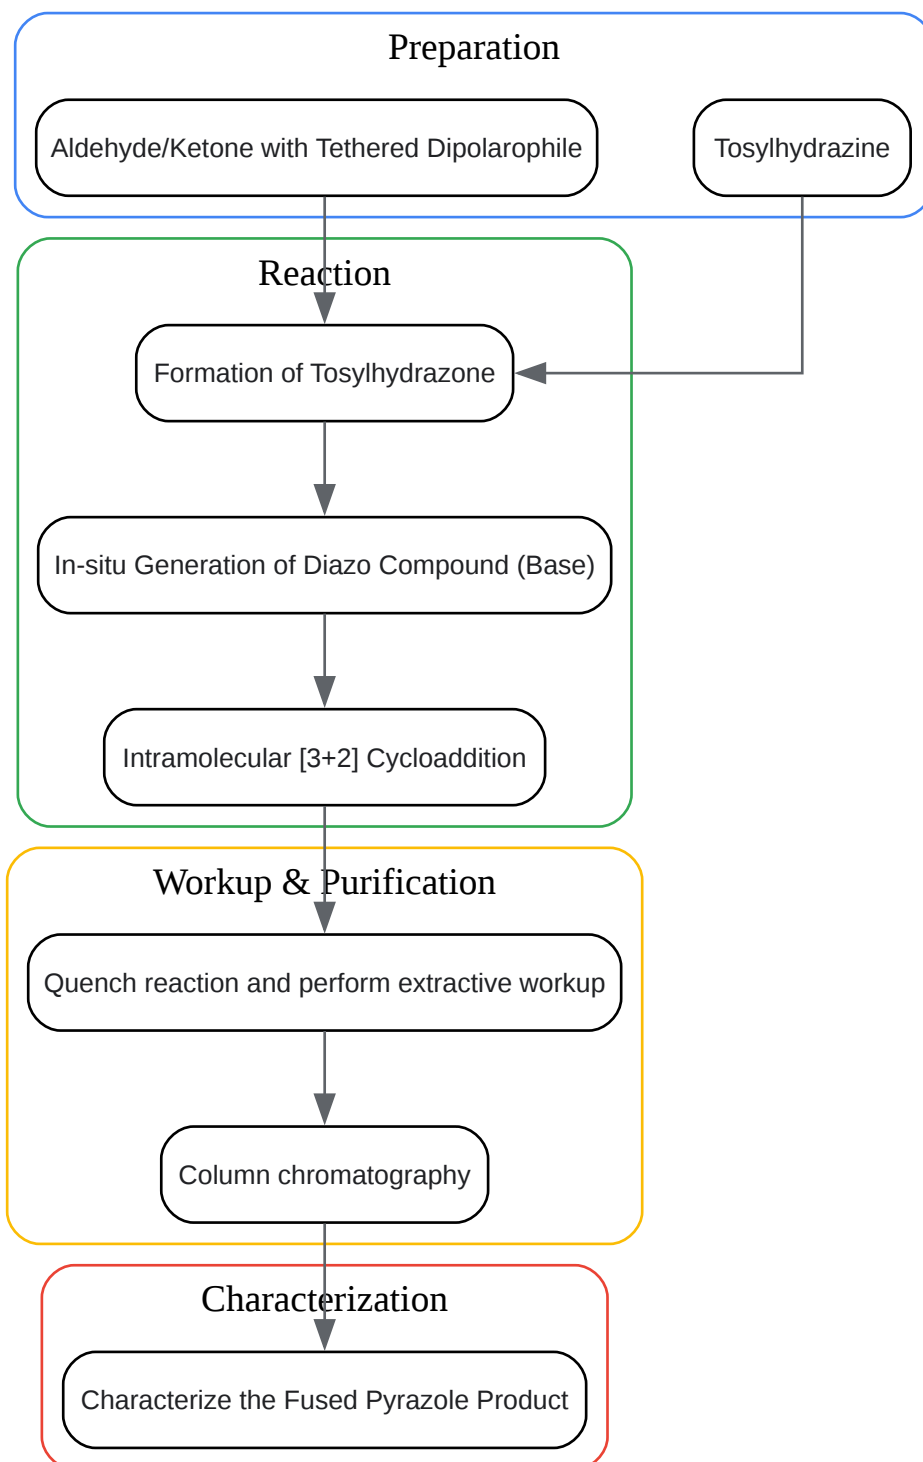 Preparation
Aldehyde/Ketone with Tethered Dipolarophile
Tosylhydrazine
Reaction
Formation of Tosylhydrazone
In-situ Generation of Diazo Compound (Base)
Intramolecular [3+2] Cycloaddition
Workup & Purification
Quench reaction and perform extractive workup
Column chromatography
Characterization
Characterize the Fused Pyrazole Product